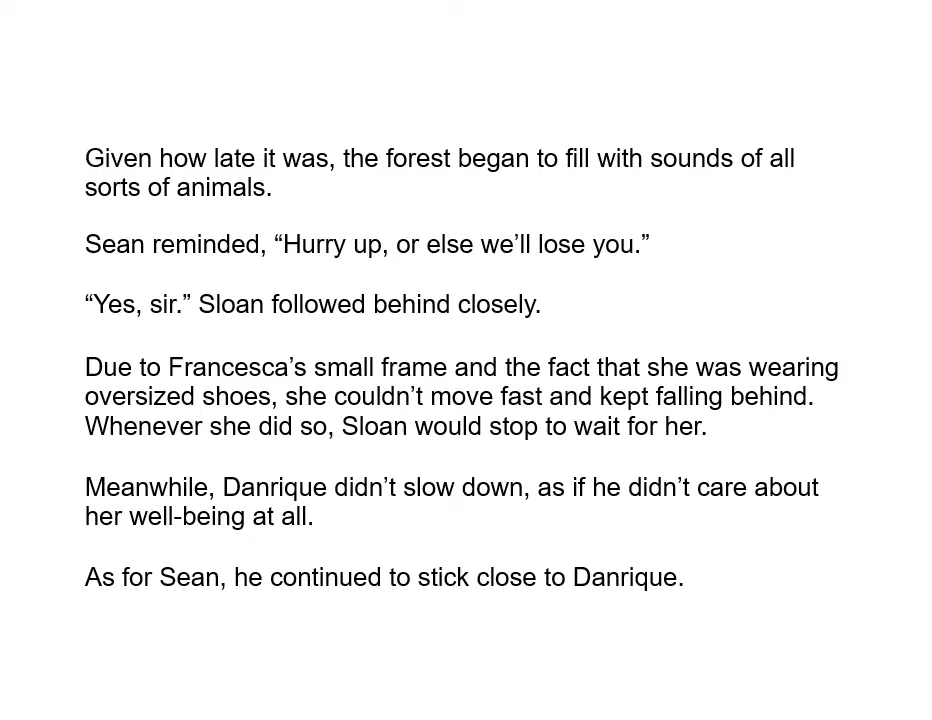 Given how late it was, the forest began to fill with sounds of all
sorts of animals.
Sean reminded, “Hurry up, or else we’ll lose you.”
“Yes, sir.” Sloan followed behind closely.
Due to Francesca’s small frame and the fact that she was wearing
oversized shoes, she couldn’t move fast and kept falling behind.
Whenever she did so, Sloan would stop to wait for her.
Meanwhile, Danrique didn’t slow down, as if he didn’t care about
her well-being at all.
As for Sean, he continued to stick close to Danrique.